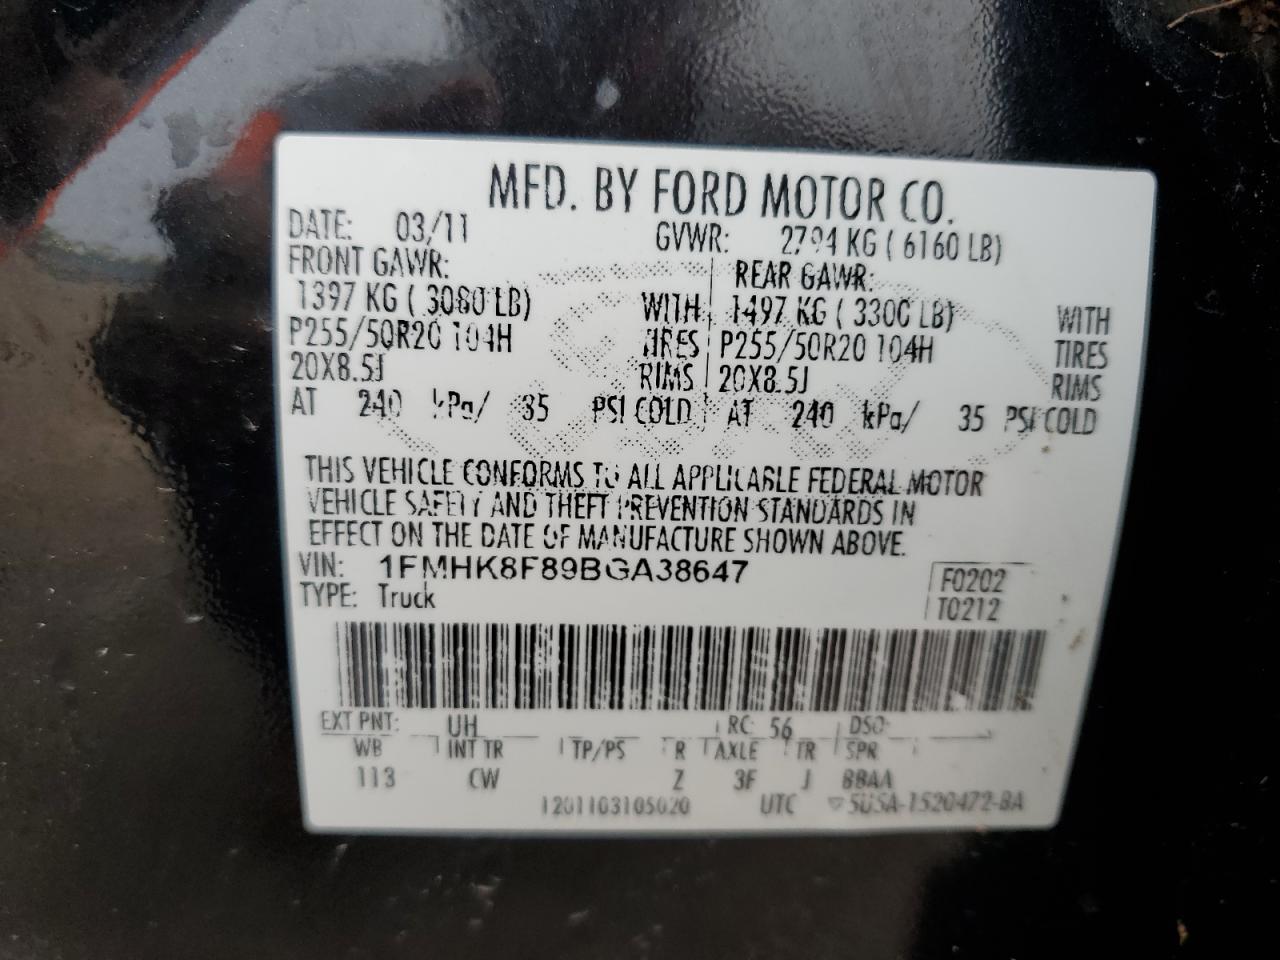 MFD. BY FORD MOTOR CO.
DATE: 03/11 GVWR: 2794 KG ( 6160 LB)
FRONT GAWR: REAR GAWR:
1397 KG ( 3080 LB) WITH 1497 KG ( 3300 LB) WITH
P255/50R20 104H TIRES P255/50R20 104H TIRES
20X8.5J RIMS 20X8.5J RIMS
AT 240 kPa/ 35 PSI COLD AT 240 kPa/ 35 PSI COLD
THIS VEHICLE CONFORMS TO ALL APPLICABLE FEDERAL MOTOR
VEHICLE SAFETY AND THEFT PREVENTION STANDARDS IN
EFFECT ON THE DATE OF MANUFACTURE SHOWN ABOVE.
VIN: 1FMHK8F89BGA38647 F0202
TYPE: Truck T0212
EXT PNT: UH RC: 56 DSO:
WB INT TR TP/PS R AXLE TR SPR
113 CW Z 3F J BBAA
1201103105020 UTC ▽5USA-1520472-BA